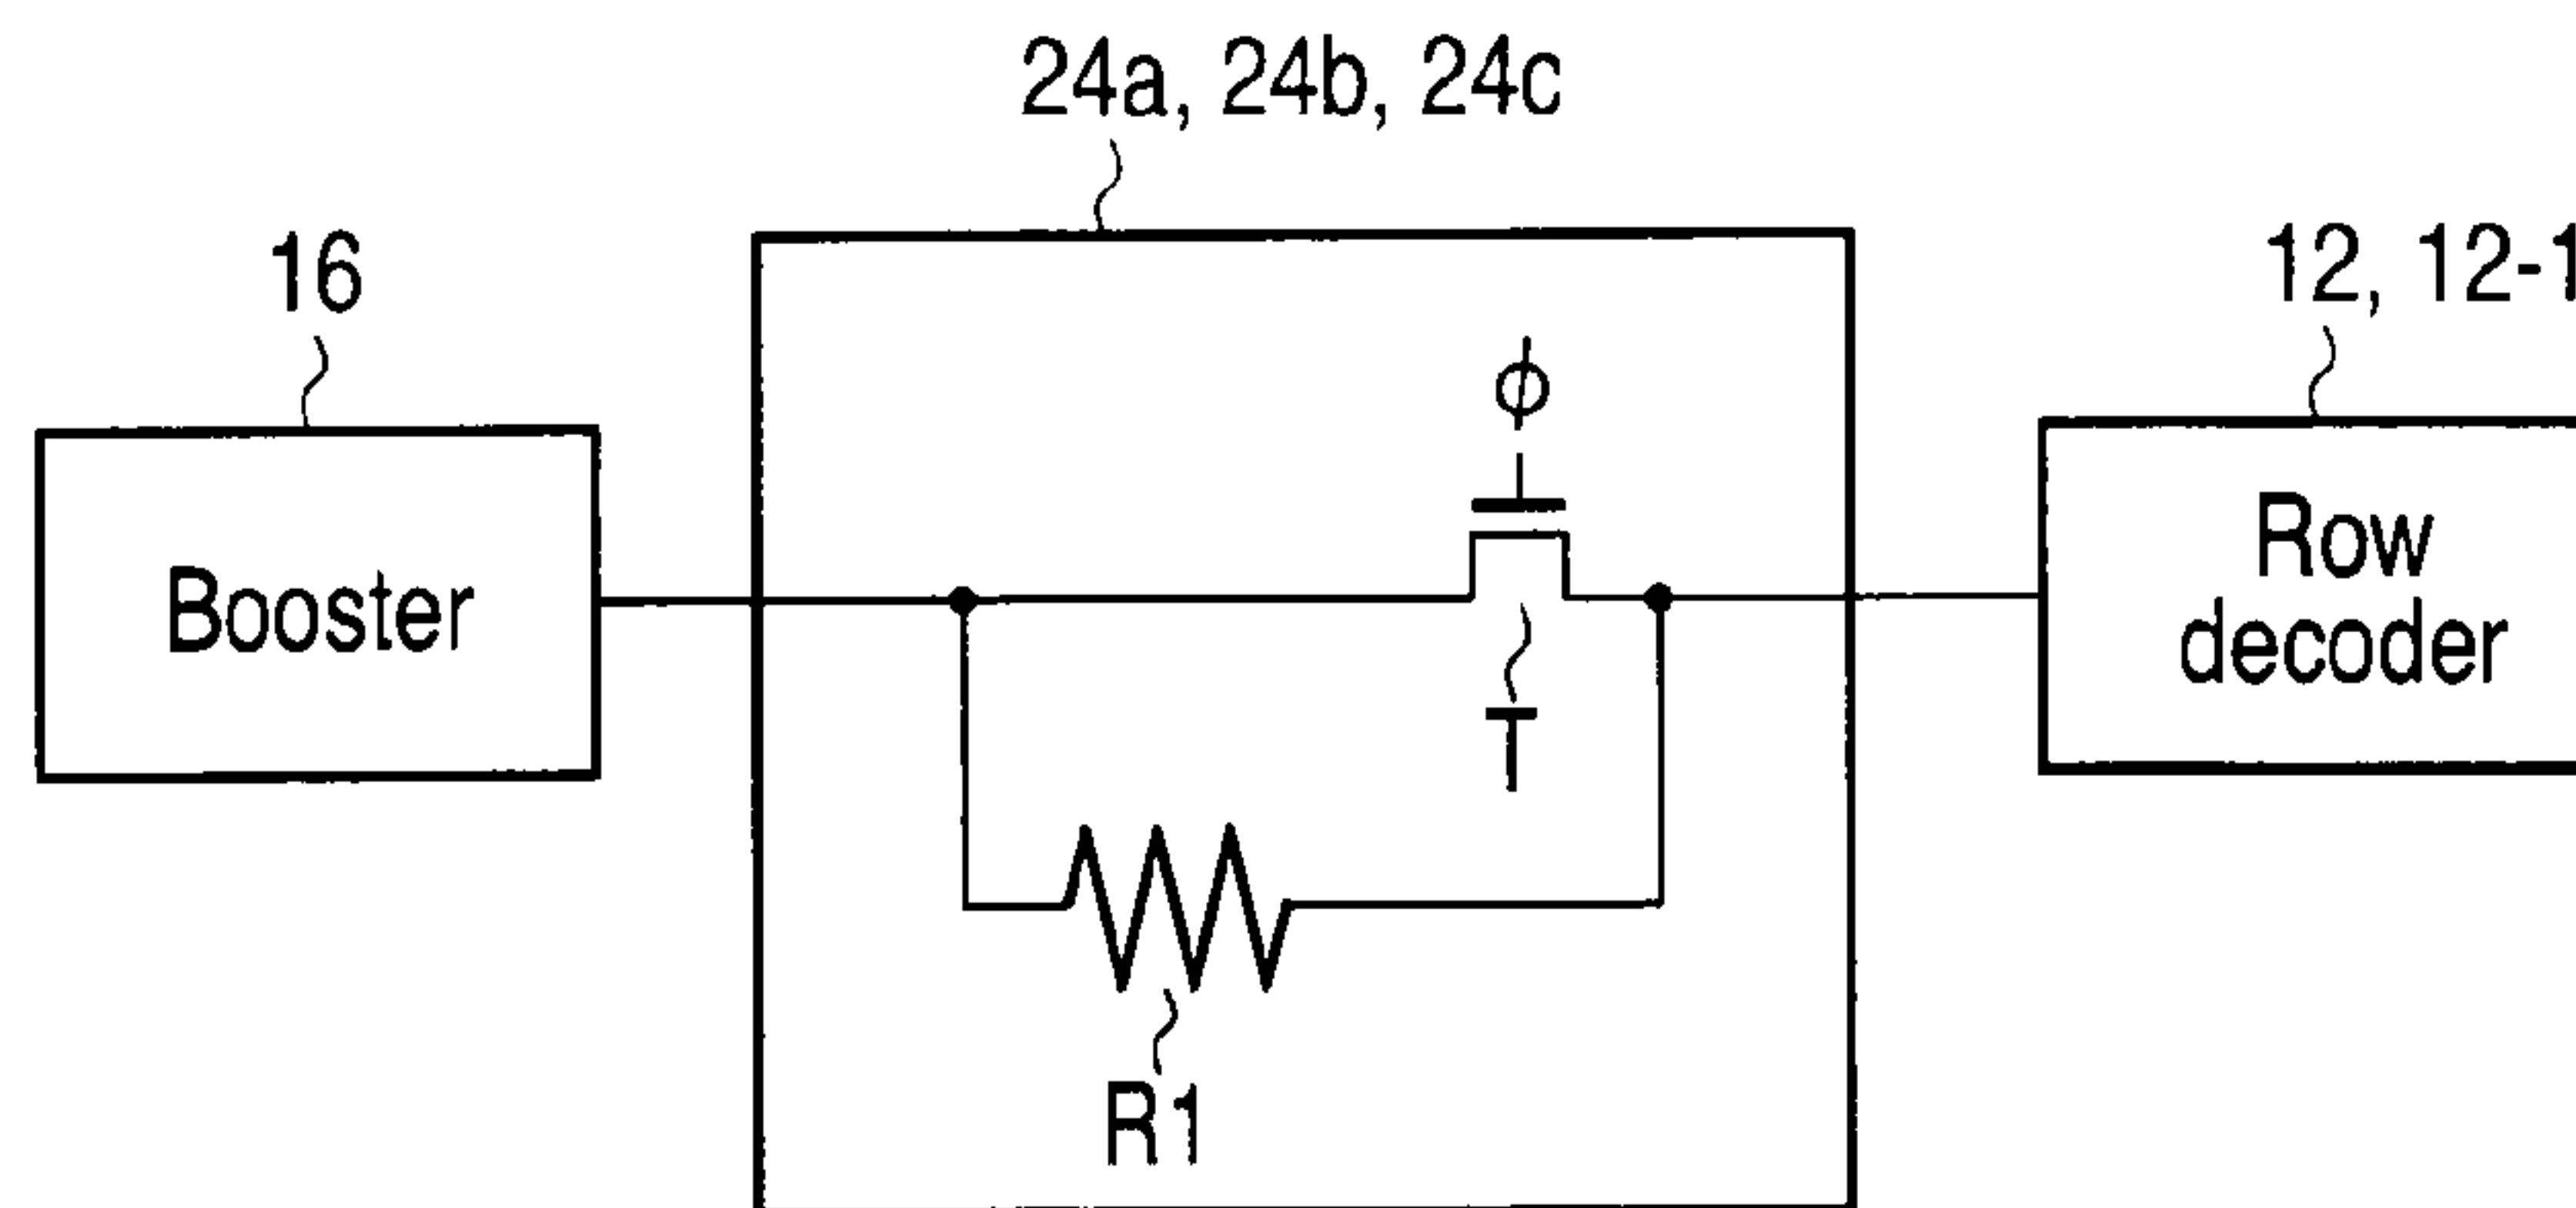 24a, 24b, 24c
16
12, 12-1
ϕ
Booster
Row
decoder
T
R1